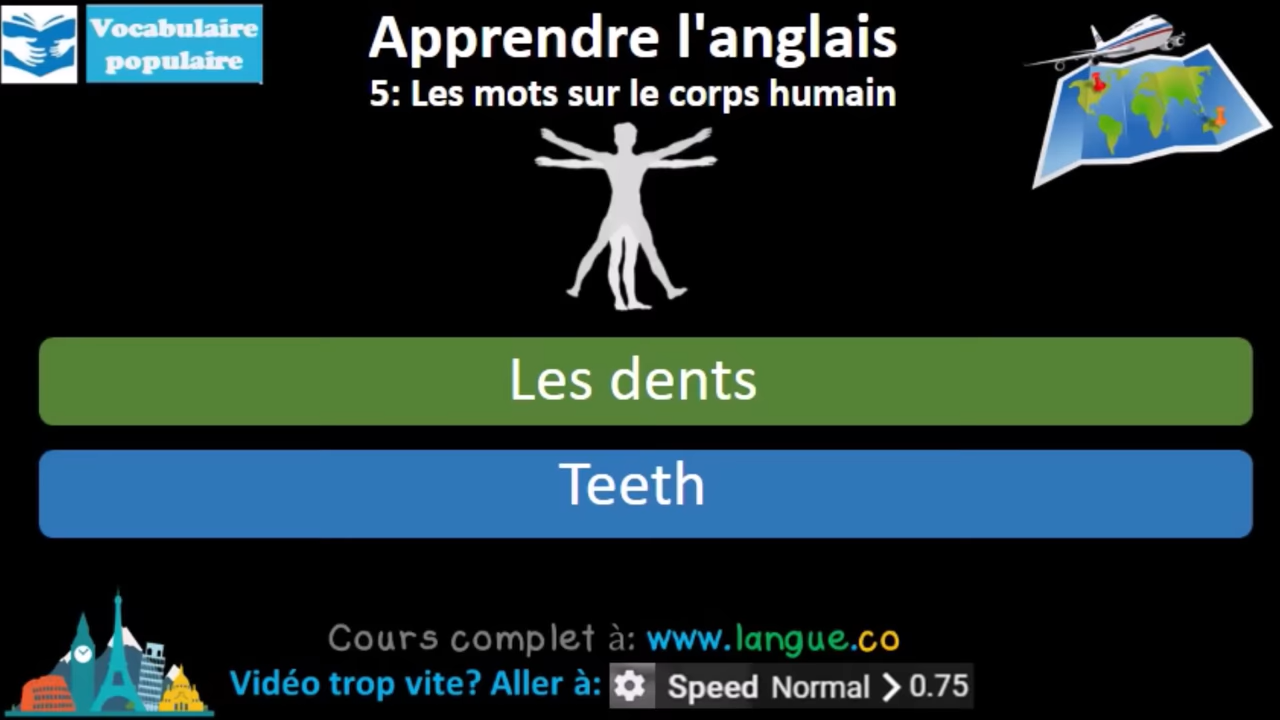 Vocabulaire
populaire
Apprendre l'anglais
5: Les mots sur le corps humain
Les dents
Teeth
Cours complet à: www.langue.co
Vidéo trop vite? Aller à: Speed Normal > 0.75